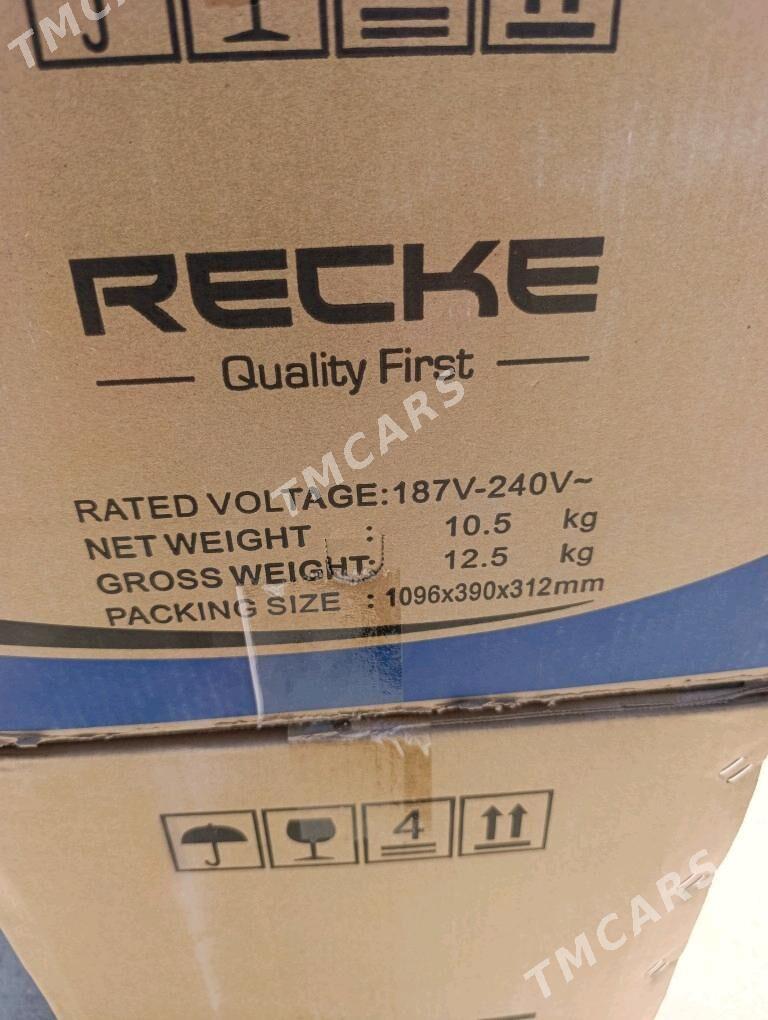 TMCARS
RECKE
Quality First
TMCARS
RATED VOLTAGE:187V-240V~
NET WEIGHT : 10.5 kg
GROSS WEIGHT: 12.5 kg
PACKING SIZE : 1096x390x312mm
4
TMCARS